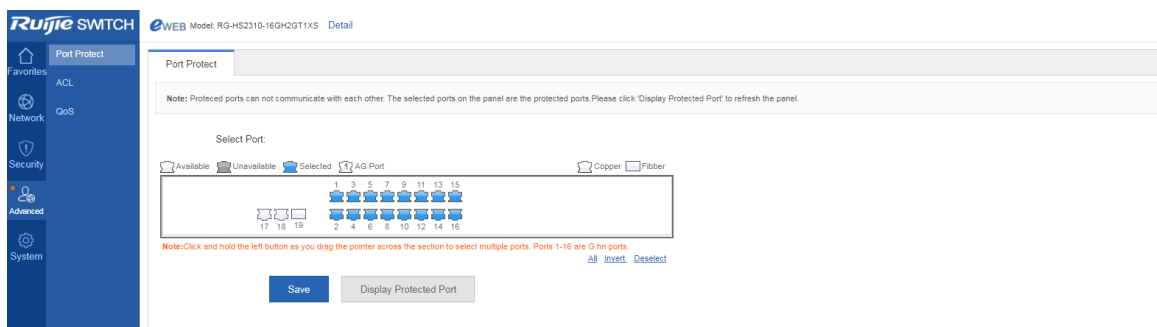 Ruijie SWITCH
eWEB Model: RG-HS2310-16GH2GT1XS Detail
Favorites
Network
Security
Advanced
System
Port Protect
ACL
QoS
Port Protect
Note: Proteced ports can not communicate with each other. The selected ports on the panel are the protected ports.Please click 'Display Protected Port' to refresh the panel.
Select Port:
Available Unavailable Selected 1 AG Port Copper Fibber
1 3 5 7 9 11 13 15
17 18 19 2 4 6 8 10 12 14 16
Note:Click and hold the left button as you drag the pointer across the section to select multiple ports. Ports 1-16 are G.hn ports.
All Invert Deselect
Save Display Protected Port